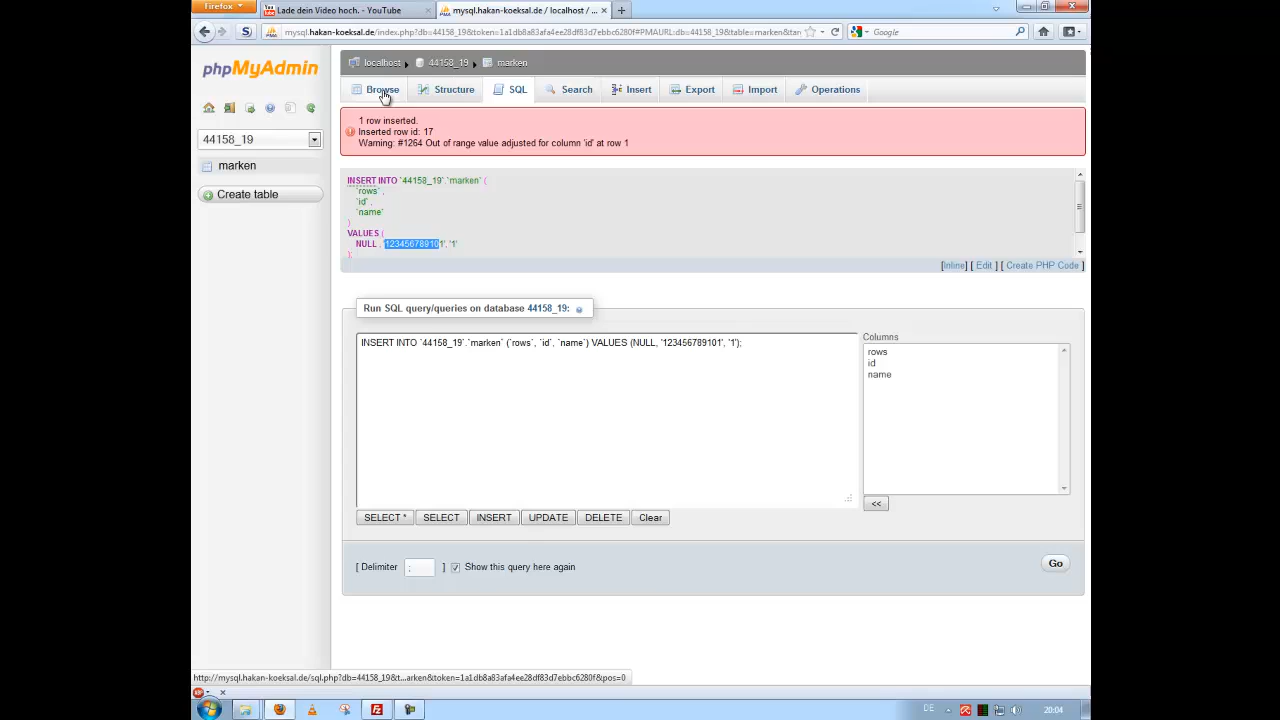 Firefox
Lade dein Video hoch. - YouTube
mysql.hakan-koeksal.de / localhost / ...
mysql.hakan-koeksal.de/index.php?db=44158_19&token=1a1db8a83afa4ee28df83d7ebbc6280f#PMAURL:db=44158_19&table=marken&tar
Google
phpMyAdmin
localhost
44158_19
marken
Browse
Structure
SQL
Search
Insert
Export
Import
Operations
44158_19
marken
Create table
1 row inserted.
Inserted row id: 17
Warning: #1264 Out of range value adjusted for column 'id' at row 1
INSERT INTO `44158_19`.`marken` (
`rows` ,
`id` ,
`name`
)
VALUES (
NULL , '123456789101', '1'
);
[Inline] [ Edit ] [ Create PHP Code ]
Run SQL query/queries on database 44158_19:
INSERT INTO `44158_19`.`marken` (`rows`, `id`, `name`) VALUES (NULL, '123456789101', '1');
Columns
rows
id
name
<<
SELECT *
SELECT
INSERT
UPDATE
DELETE
Clear
[ Delimiter ; ] Show this query here again
Go
http://mysql.hakan-koeksal.de/sql.php?db=44158_19&t...arken&token=1a1db8a83afa4ee28df83d7ebbc6280f&pos=0
DE
20:04